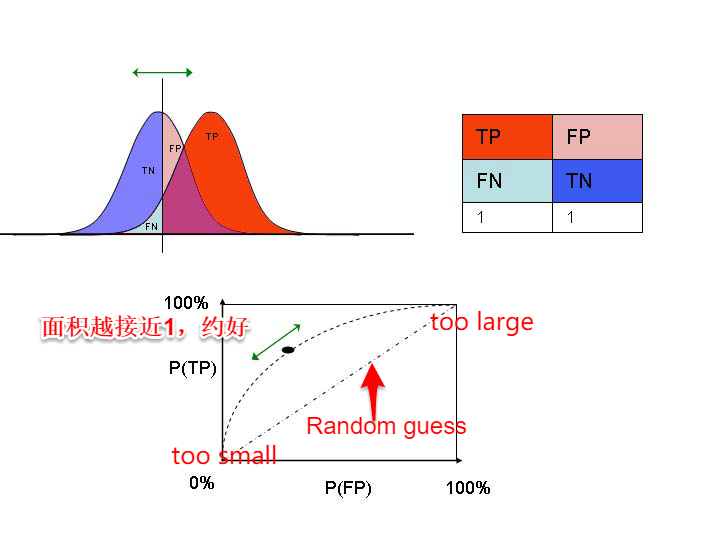 TP
FP
TN
FN
TP FP
FN TN
1 1
100%
面积越接近1，约好
too large
P(TP)
Random guess
too small
0%
P(FP)
100%